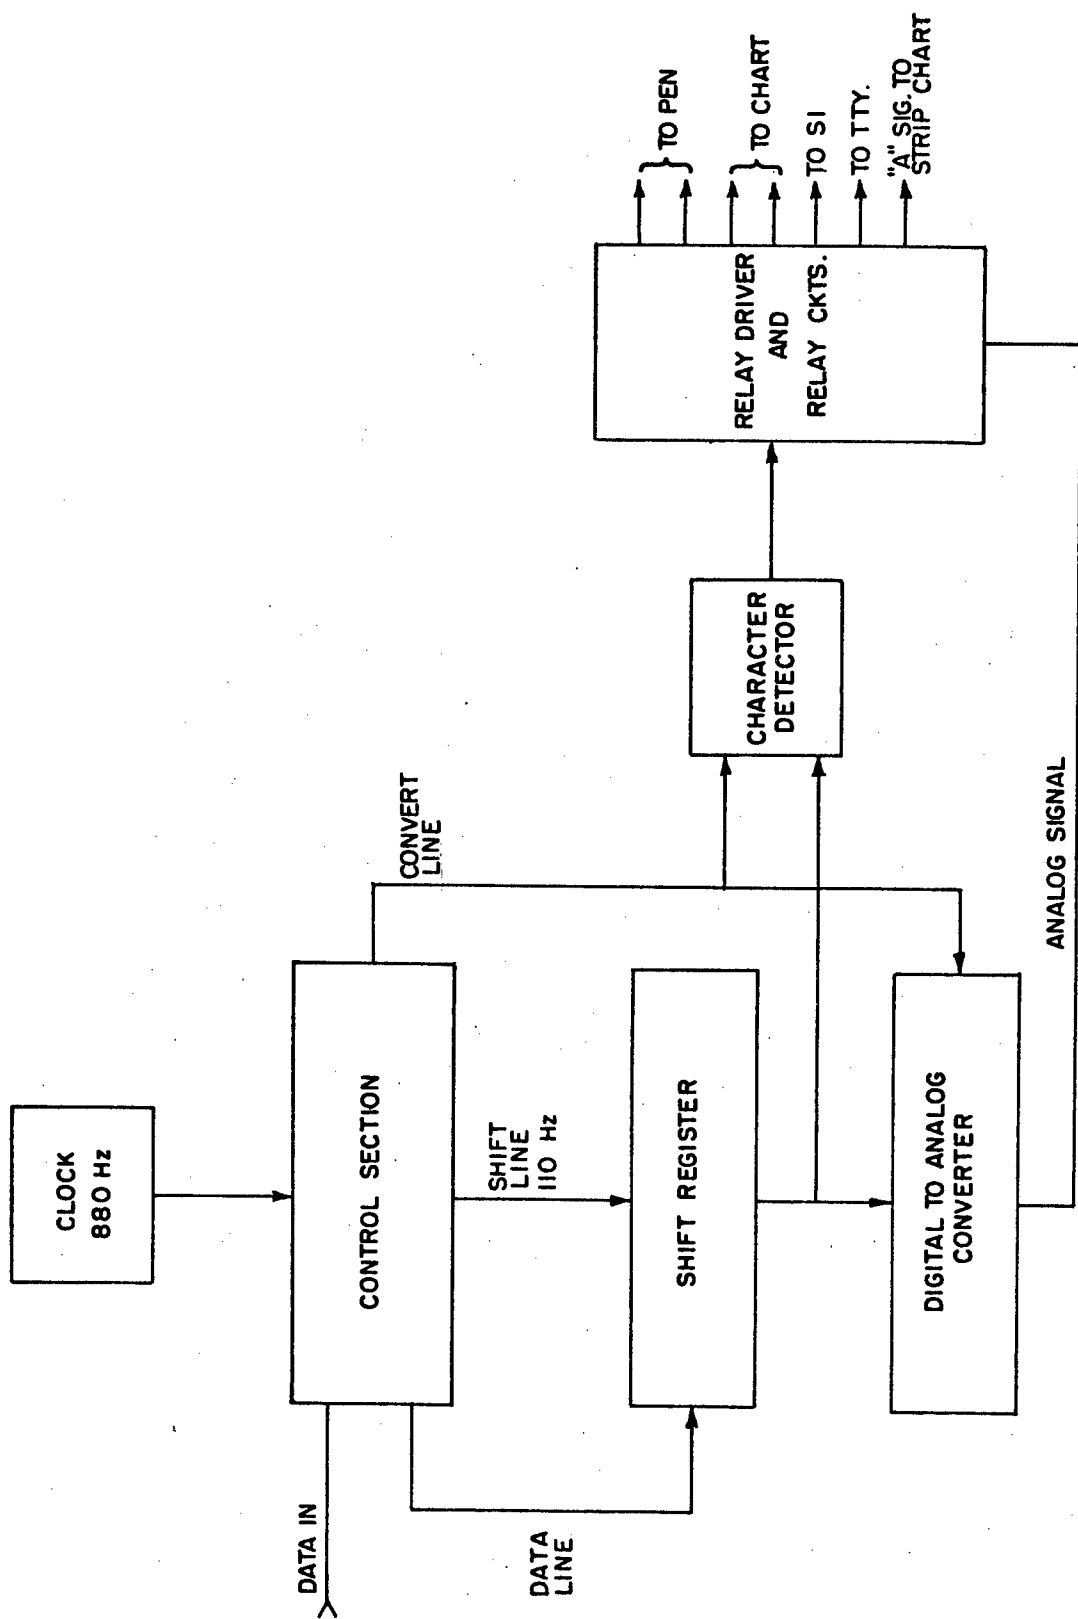 CLOCK
880 Hz
DATA IN
CONTROL SECTION
CONVERT
LINE
DATA
LINE
SHIFT
LINE
110 Hz
SHIFT REGISTER
CHARACTER
DETECTOR
RELAY DRIVER
AND
RELAY CKTS.
TO PEN
TO CHART
TO SI
TO TTY.
"A" SIG. TO
STRIP CHART
DIGITAL TO ANALOG
CONVERTER
ANALOG SIGNAL